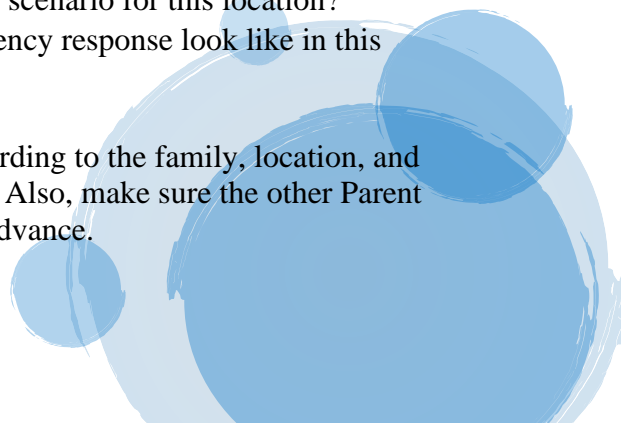 scenario for this location?
ency response look like in this
rding to the family, location, and
Also, make sure the other Parent
dvance.